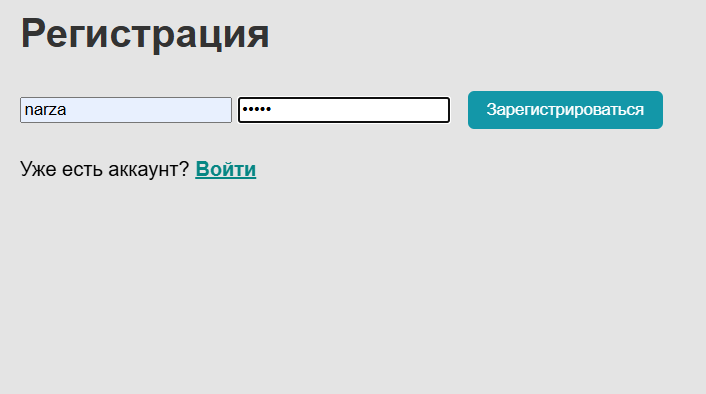 Регистрация
narza ••••• Зарегистрироваться
Уже есть аккаунт? Войти